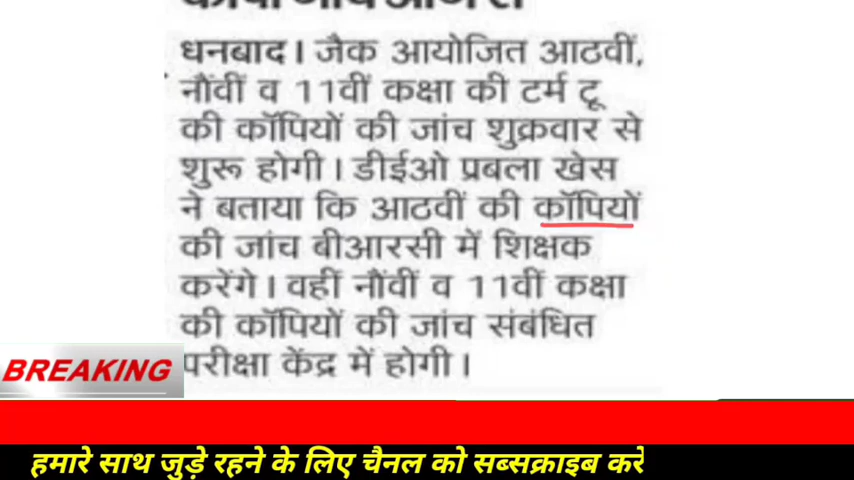 धनबाद। जैक आयोजित आठवीं,
नौंवीं व 11वीं कक्षा की टर्म टू
की कॉपियों की जांच शुक्रवार से
शुरू होगी। डीईओ प्रबला खेस
ने बताया कि आठवीं की कॉपियों
की जांच बीआरसी में शिक्षक
करेंगे। वहीं नौंवीं व 11वीं कक्षा
की कॉपियों की जांच संबंधित
परीक्षा केंद्र में होगी।
BREAKING
हमारे साथ जुड़े रहने के लिए चैनल को सब्सक्राइब करे